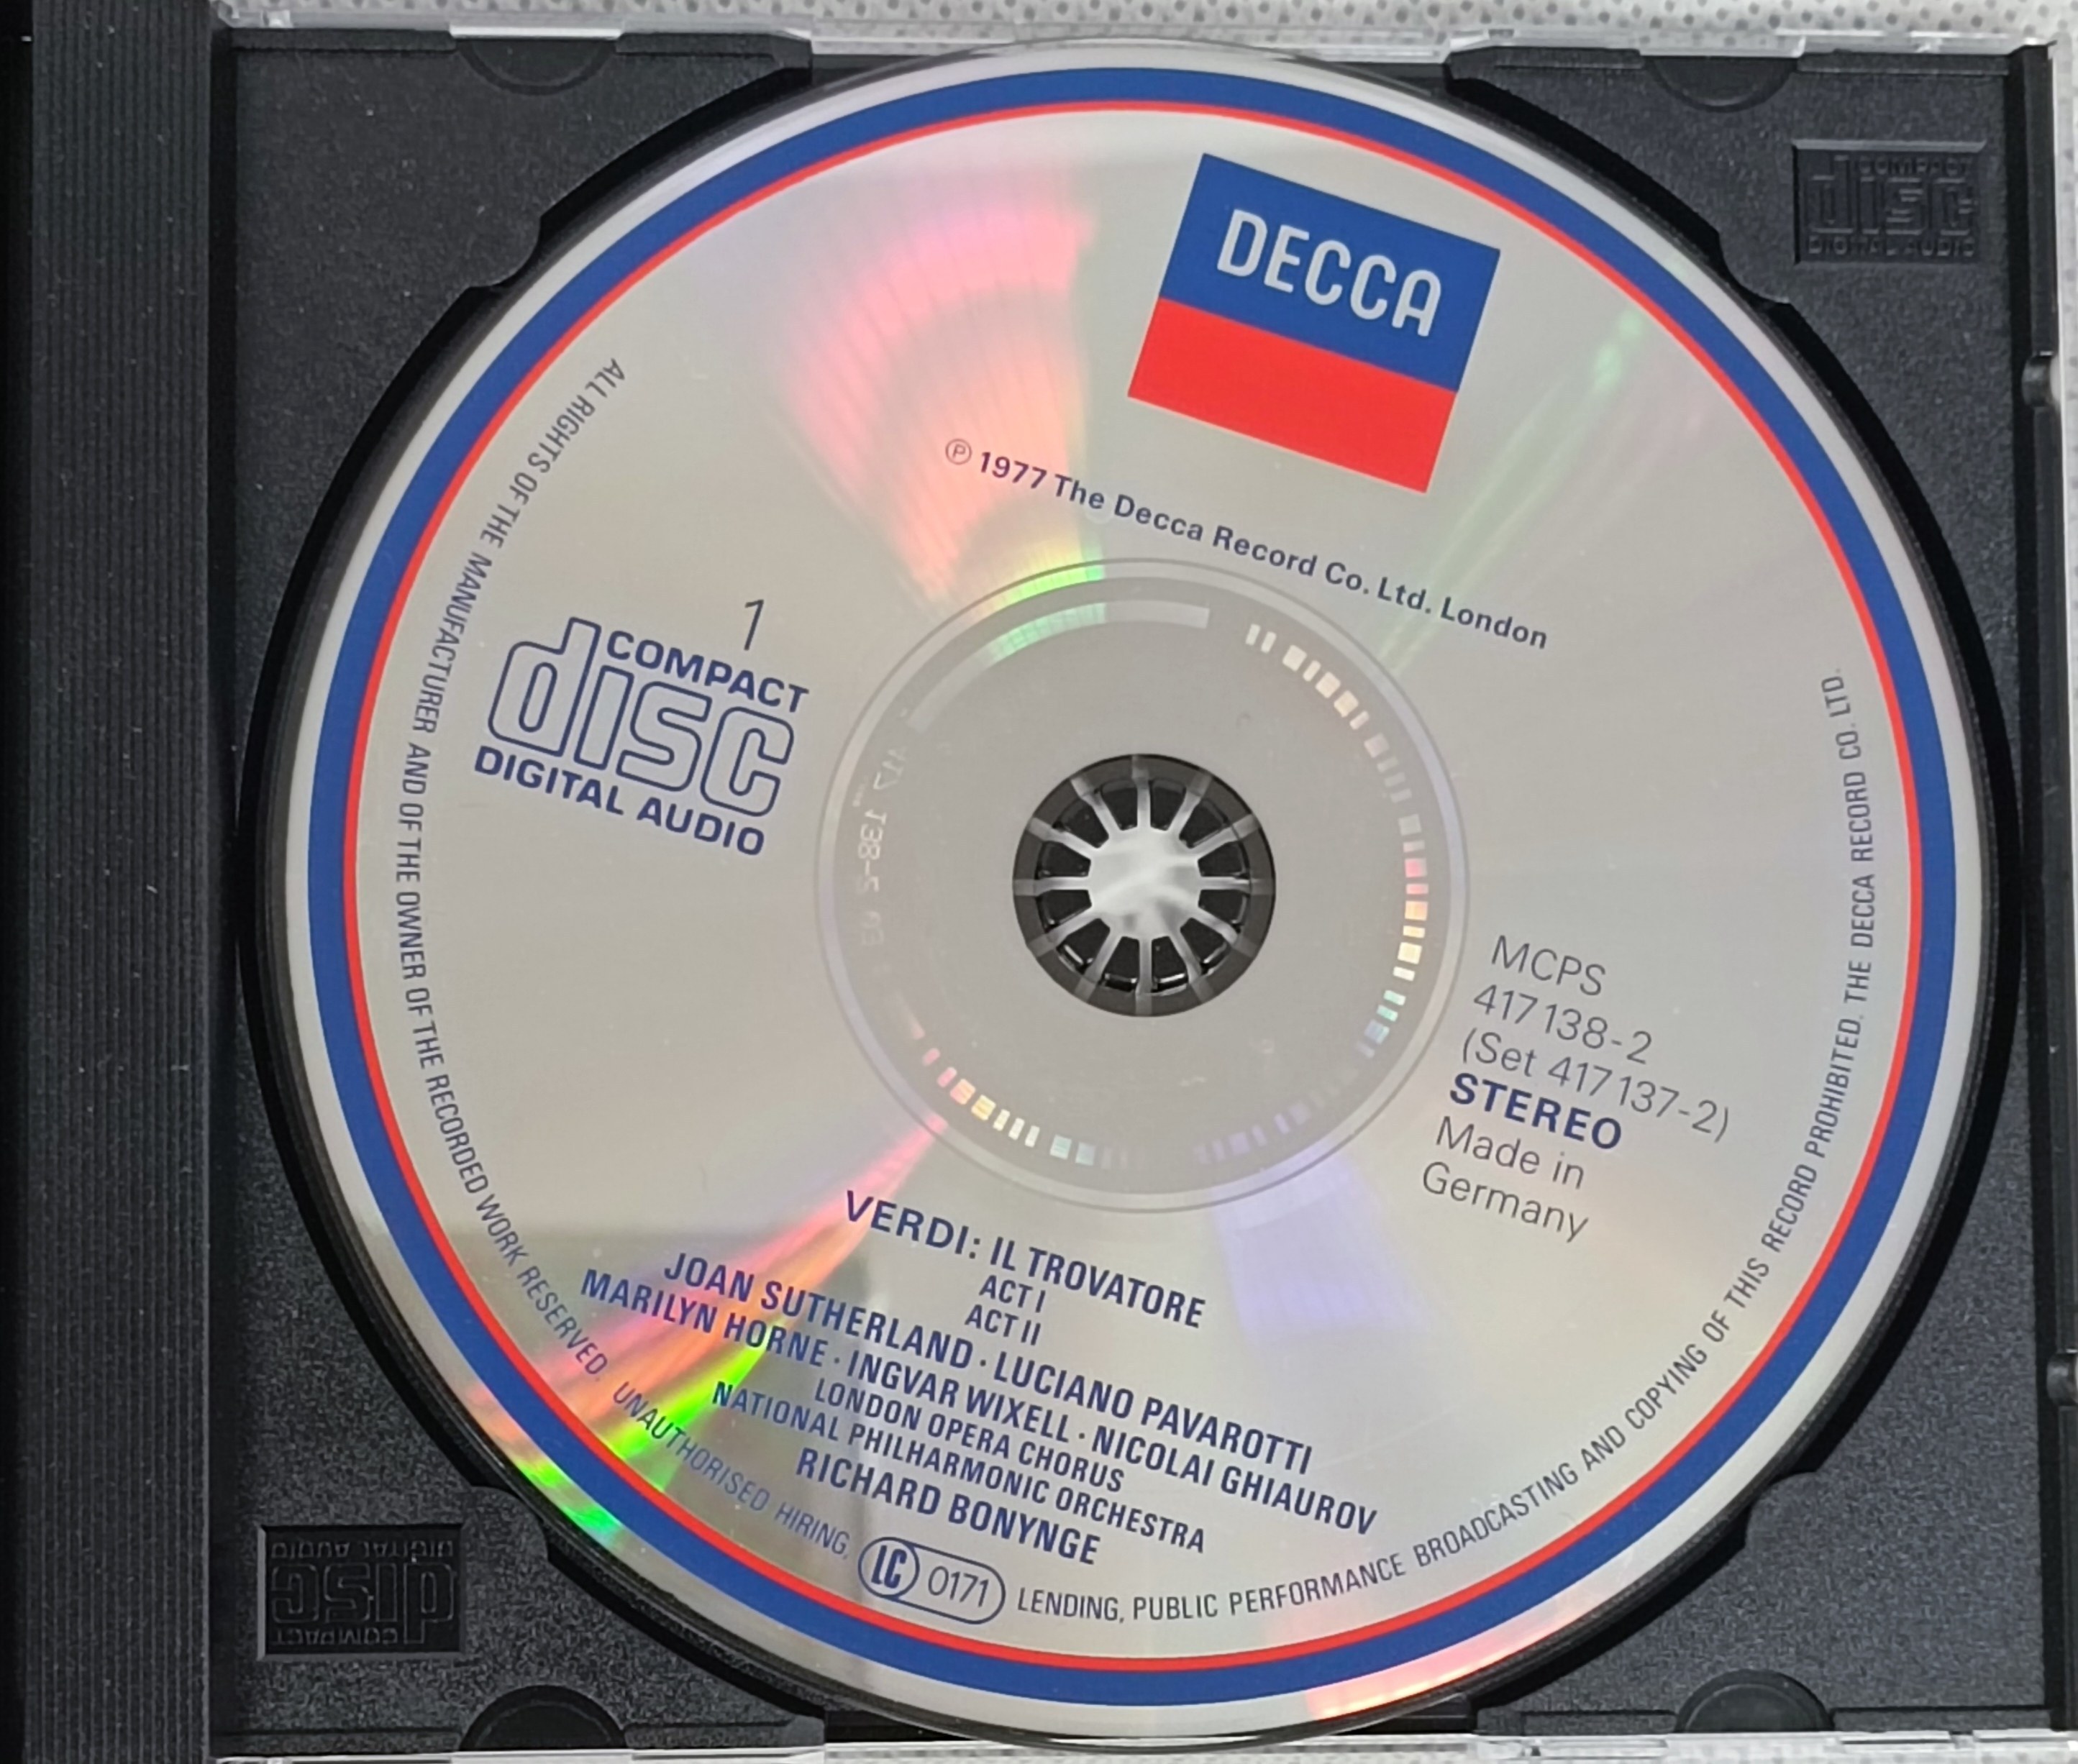 DECCA
℗ 1977 The Decca Record Co. Ltd. London
1
COMPACT
disc
DIGITAL AUDIO
MCPS
417 138-2
(Set 417 137-2)
STEREO
Made in
Germany
VERDI: IL TROVATORE
ACT I
ACT II
JOAN SUTHERLAND · LUCIANO PAVAROTTI
MARILYN HORNE · INGVAR WIXELL · NICOLAI GHIAUROV
LONDON OPERA CHORUS
NATIONAL PHILHARMONIC ORCHESTRA
RICHARD BONYNGE
LC 0171
ALL RIGHTS OF THE MANUFACTURER AND OF THE OWNER OF THE RECORDED WORK RESERVED. UNAUTHORISED HIRING, LENDING, PUBLIC PERFORMANCE BROADCASTING AND COPYING OF THIS RECORD PROHIBITED. THE DECCA RECORD CO. LTD.
COMPACT
disc
DIGITAL AUDIO
COMPACT
disc
DIGITAL AUDIO